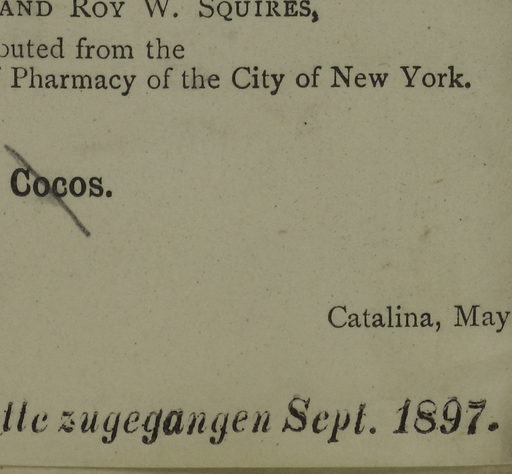 AND ROY W. SQUIRES,
buted from the
Pharmacy of the City of New York.
Cocos.
Catalina, May
lle zugegangen Sept. 1897.